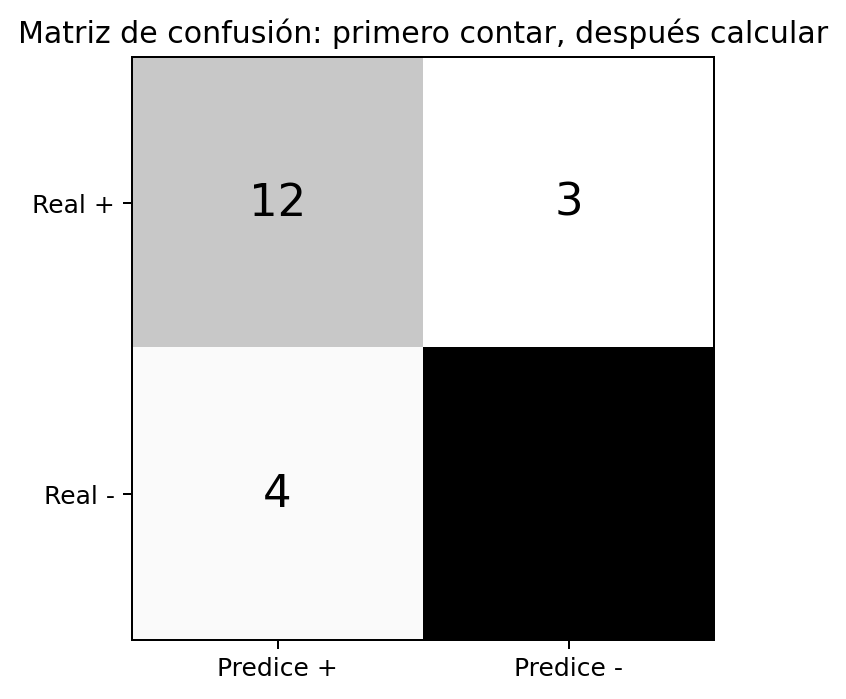 Matriz de confusión: primero contar, después calcular
Real +
12
3
Real -
4
Predice +
Predice -